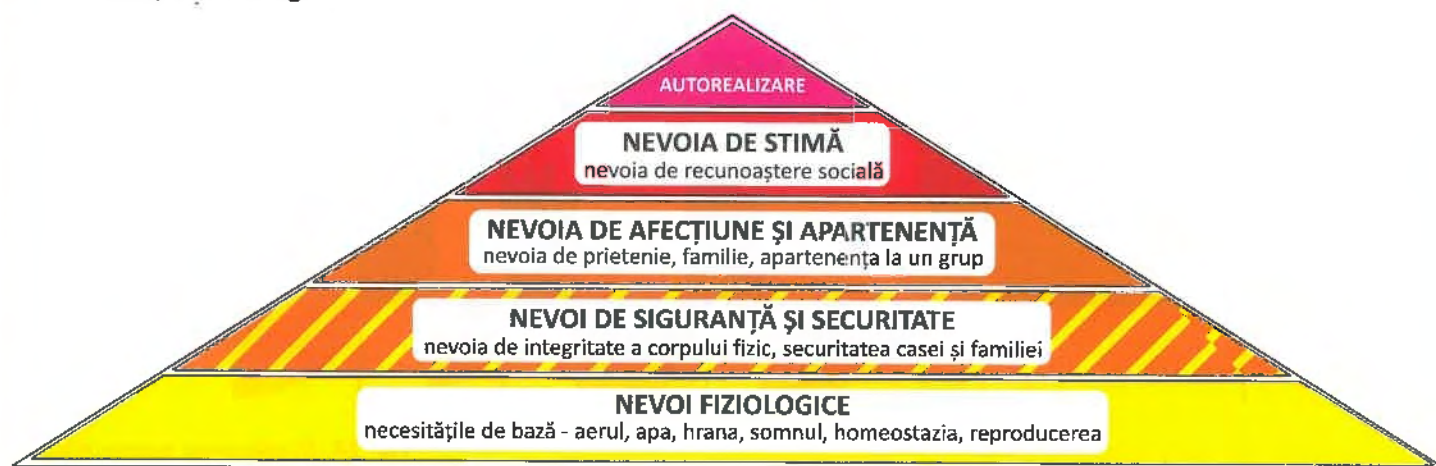 AUTOREALIZARE
NEVOIA DE STIMĂ
nevoia de recunoaștere socială
NEVOIA DE AFECȚIUNE ȘI APARTENENȚĂ
nevoia de prietenie, familie, apartenența la un grup
NEVOI DE SIGURANȚĂ ȘI SECURITATE
nevoia de integritate a corpului fizic, securitatea casei și familiei
NEVOI FIZIOLOGICE
necesitățile de bază - aerul, apa, hrana, somnul, homeostazia, reproducerea